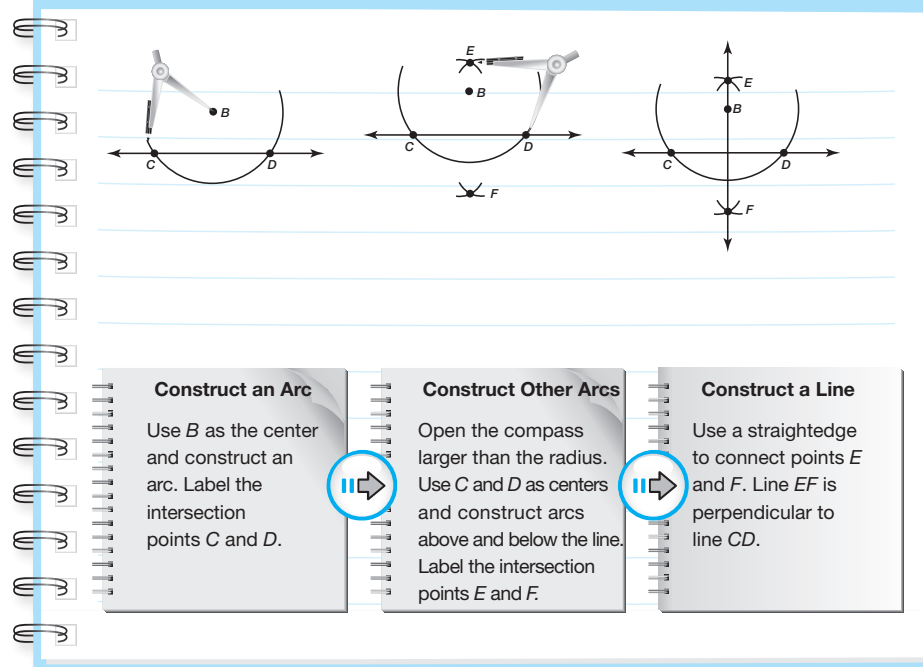 B
C
D
E
B
C
D
F
E
B
C
D
F
Construct an Arc
Use B as the center
and construct an
arc. Label the
intersection
points C and D.
Construct Other Arcs
Open the compass
larger than the radius.
Use C and D as centers
and construct arcs
above and below the line.
Label the intersection
points E and F.
Construct a Line
Use a straightedge
to connect points E
and F. Line EF is
perpendicular to
line CD.